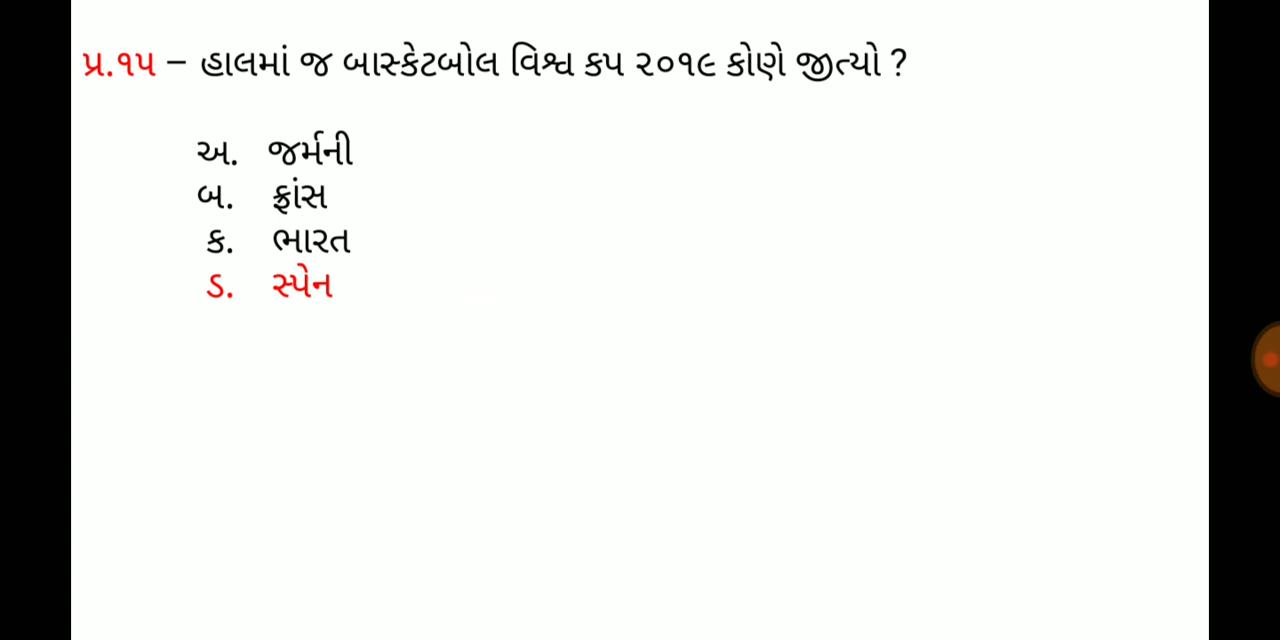 પ્ર.૧૫ – હાલમાં જ બાસ્કેટબોલ વિશ્વ કપ ૨૦૧૯ કોણે જીત્યો ?
અ. જર્મની
બ. ફ્રાંસ
ક. ભારત
ડ. સ્પેન